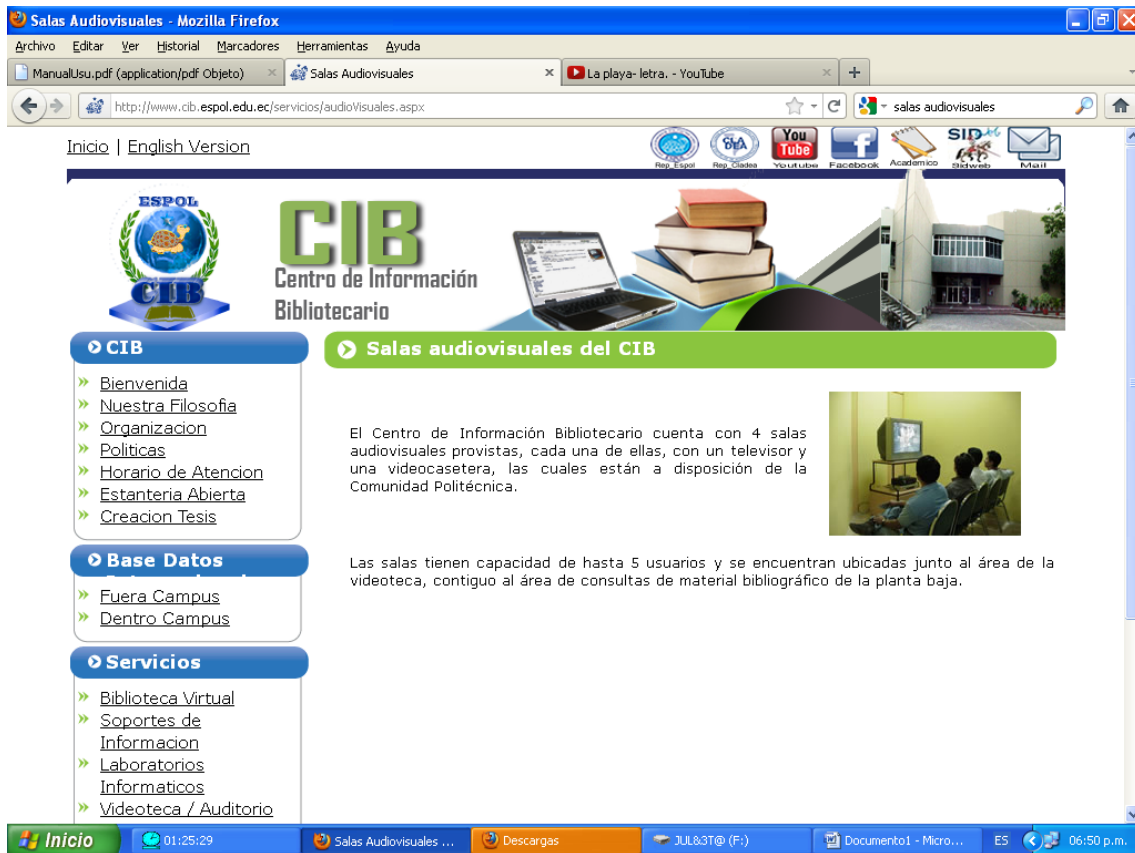 Salas Audiovisuales - Mozilla Firefox
Archivo Editar Ver Historial Marcadores Herramientas Ayuda
ManualUsu.pdf (application/pdf Objeto) Salas Audiovisuales La playa- letra. - YouTube
http://www.cib.espol.edu.ec/servicios/audioVisuales.aspx salas audiovisuales
Inicio | English Version
Rep_Espol Rep_Cladea You Tube Youtube Facebook Academico SID Sidweb Mail
ESPOL
CIB
CIB
Centro de Información
Bibliotecario
CIB
Bienvenida
Nuestra Filosofia
Organizacion
Politicas
Horario de Atencion
Estanteria Abierta
Creacion Tesis
Base Datos
Fuera Campus
Dentro Campus
Servicios
Biblioteca Virtual
Soportes de
Informacion
Laboratorios
Informaticos
Videoteca / Auditorio
Salas audiovisuales del CIB
El Centro de Información Bibliotecario cuenta con 4 salas
audiovisuales provistas, cada una de ellas, con un televisor y
una videocasetera, las cuales están a disposición de la
Comunidad Politécnica.
Las salas tienen capacidad de hasta 5 usuarios y se encuentran ubicadas junto al área de la
videoteca, contiguo al área de consultas de material bibliográfico de la planta baja.
Inicio 01:25:29 Salas Audiovisuales ... Descargas JUL&3T@ (F:) Documento1 - Micro... ES 06:50 p.m.